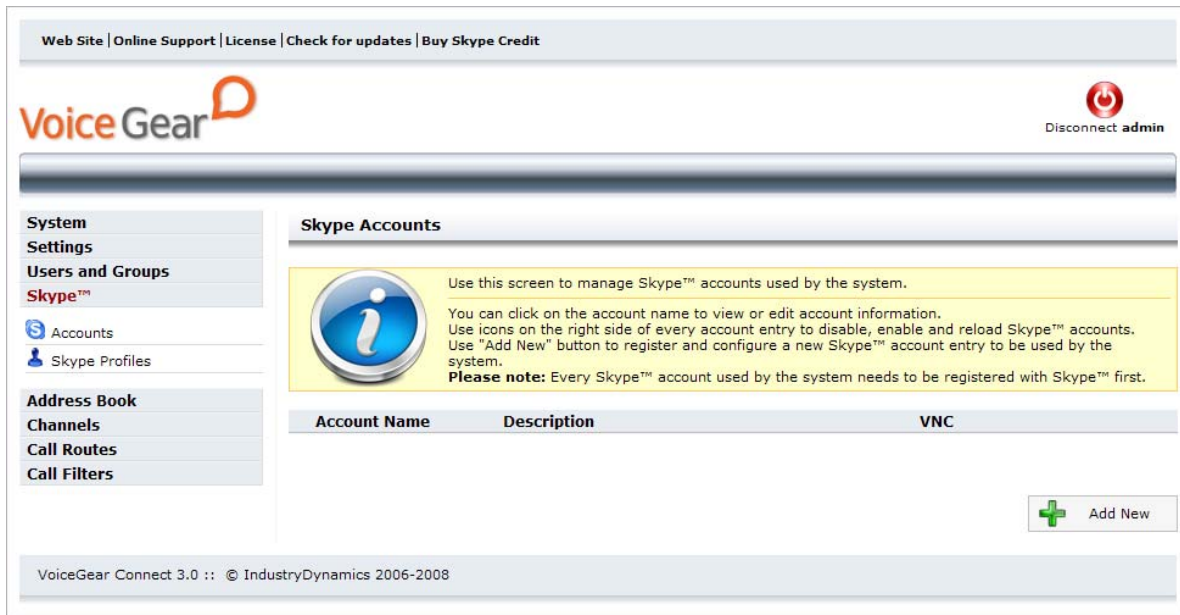 Web Site | Online Support | License | Check for updates | Buy Skype Credit
Voice Gear
Disconnect admin
System
Settings
Users and Groups
Skype™
Accounts
Skype Profiles
Address Book
Channels
Call Routes
Call Filters
Skype Accounts
Use this screen to manage Skype™ accounts used by the system.
You can click on the account name to view or edit account information.
Use icons on the right side of every account entry to disable, enable and reload Skype™ accounts.
Use "Add New" button to register and configure a new Skype™ account entry to be used by the
system.
Please note: Every Skype™ account used by the system needs to be registered with Skype™ first.
Account Name Description VNC
Add New
VoiceGear Connect 3.0 :: © IndustryDynamics 2006-2008